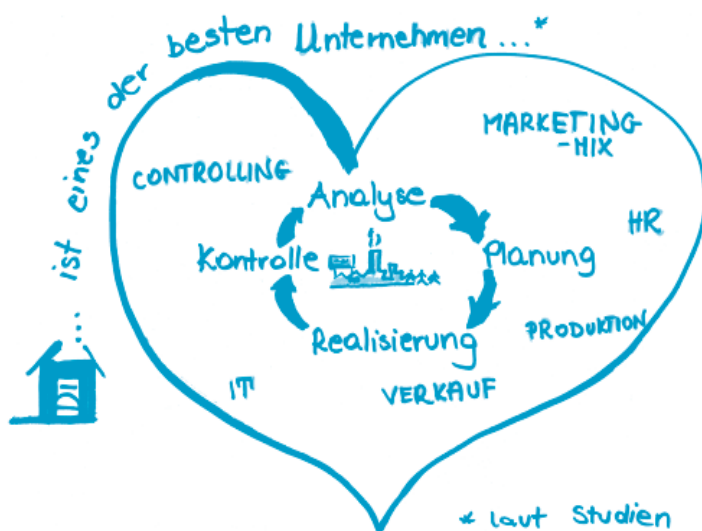 ... ist eines der besten Unternehmen ...*
MARKETING
-MIX
CONTROLLING
Analyse
HR
Kontrolle
Planung
PRODUKTION
Realisierung
IT
VERKAUF
* laut Studien